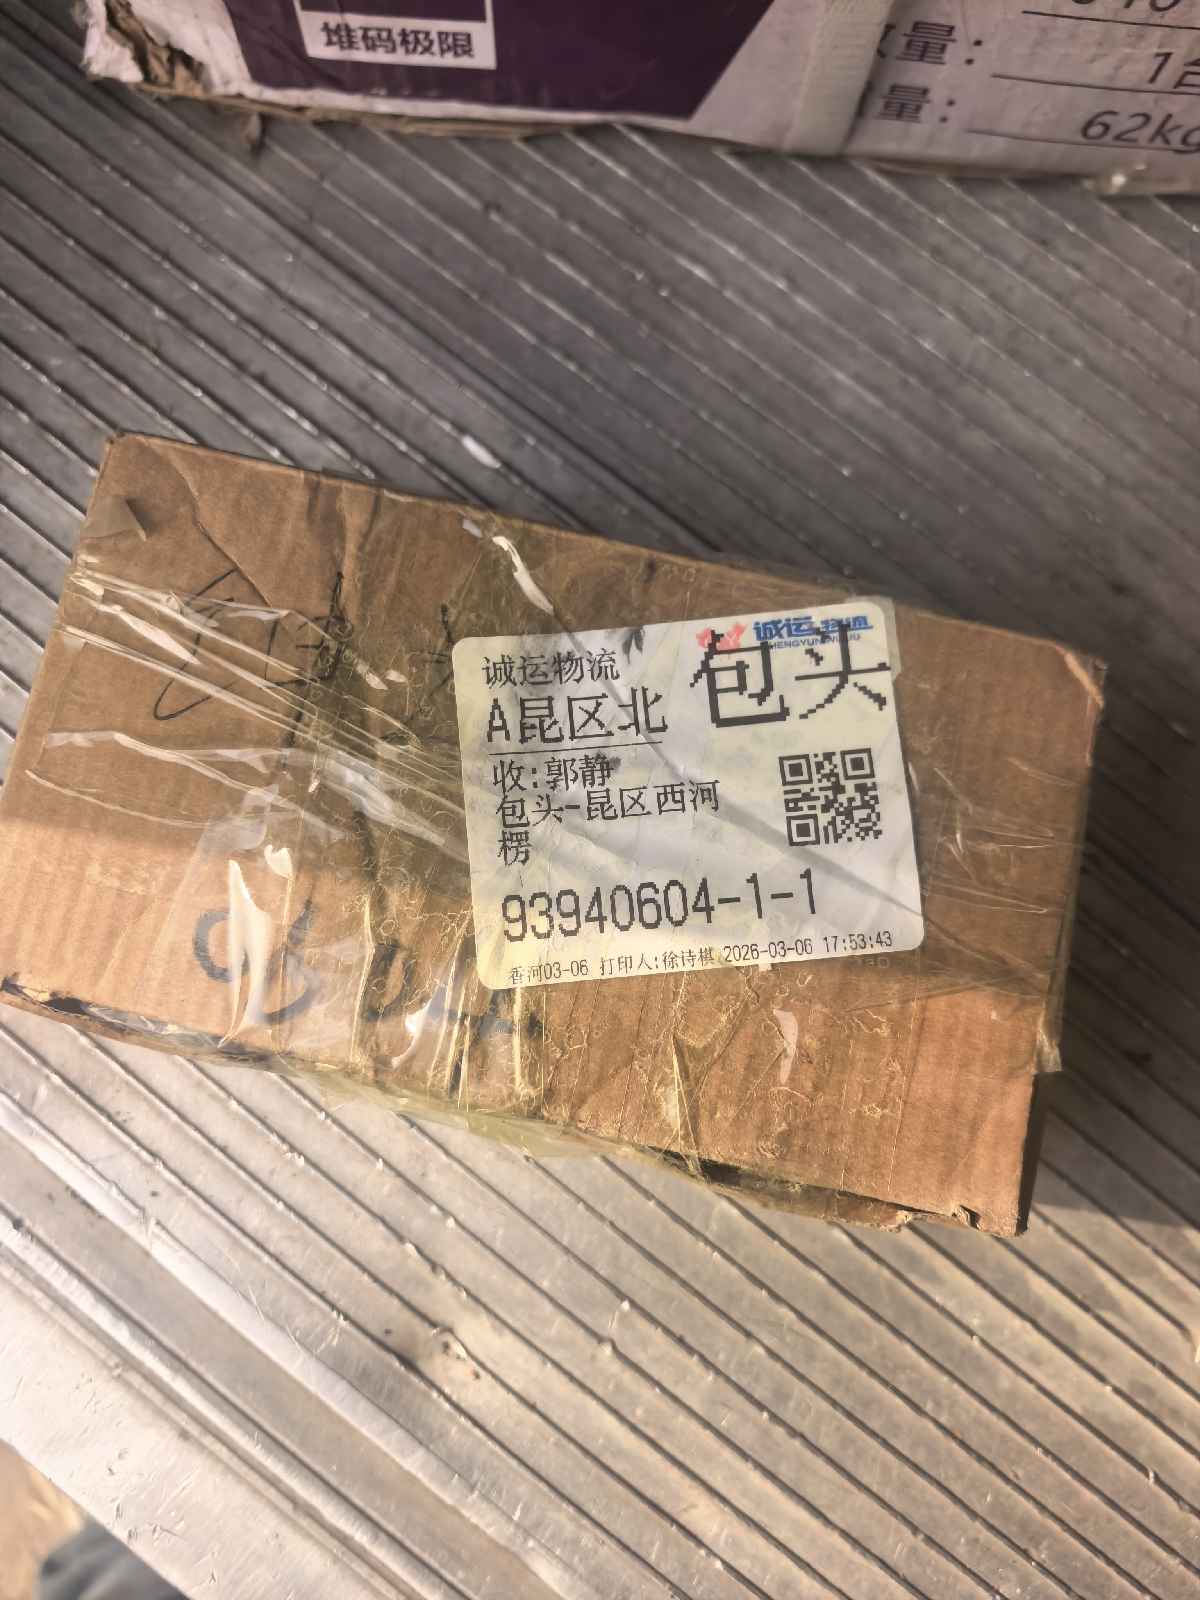 堆码极限
量:
1台
量:
62kg
诚运
诚运物流
包头
A昆区北
收:郭静
包头-昆区西河
楞
93940604-1-1
香河03-06 打印人:徐诗棋 2026-03-06 17:53:43